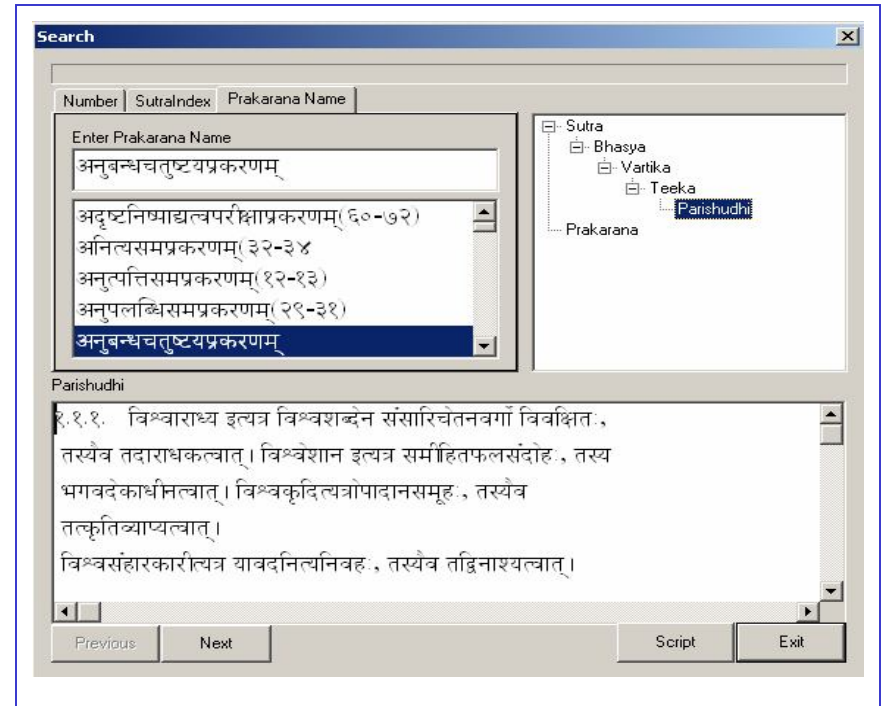 Search
Number SutraIndex Prakarana Name
Enter Prakarana Name
अनुबन्धचतुष्टयप्रकरणम्
अदृष्टनिष्पाद्यत्वपरीक्षाप्रकरणम्(६०-७२)
अनित्यसमप्रकरणम्(३२-३४
अनुत्पत्तिसमप्रकरणम्(१२-१३)
अनुपलब्धिसमप्रकरणम्(२९-३१)
अनुबन्धचतुष्टयप्रकरणम्
Sutra
Bhasya
Vartika
Teeka
Parishudhi
Prakarana
Parishudhi
१.१.१. विश्वाराध्य इत्यत्र विश्वशब्देन संसारिचेतनवर्गो विवक्षितः,
तस्यैव तदाराधकत्वात्। विश्वेशान इत्यत्र समीहितफलसंदोहः, तस्य
भगवदेकाधीनत्वात्। विश्वकृदित्यत्रोपादानसमूहः, तस्यैव
तत्कृतिव्याप्यत्वात्।
विश्वसंहारकारीत्यत्र यावदनित्यनिवहः, तस्यैव तद्विनाश्यत्वात्।
Previous Next Script Exit